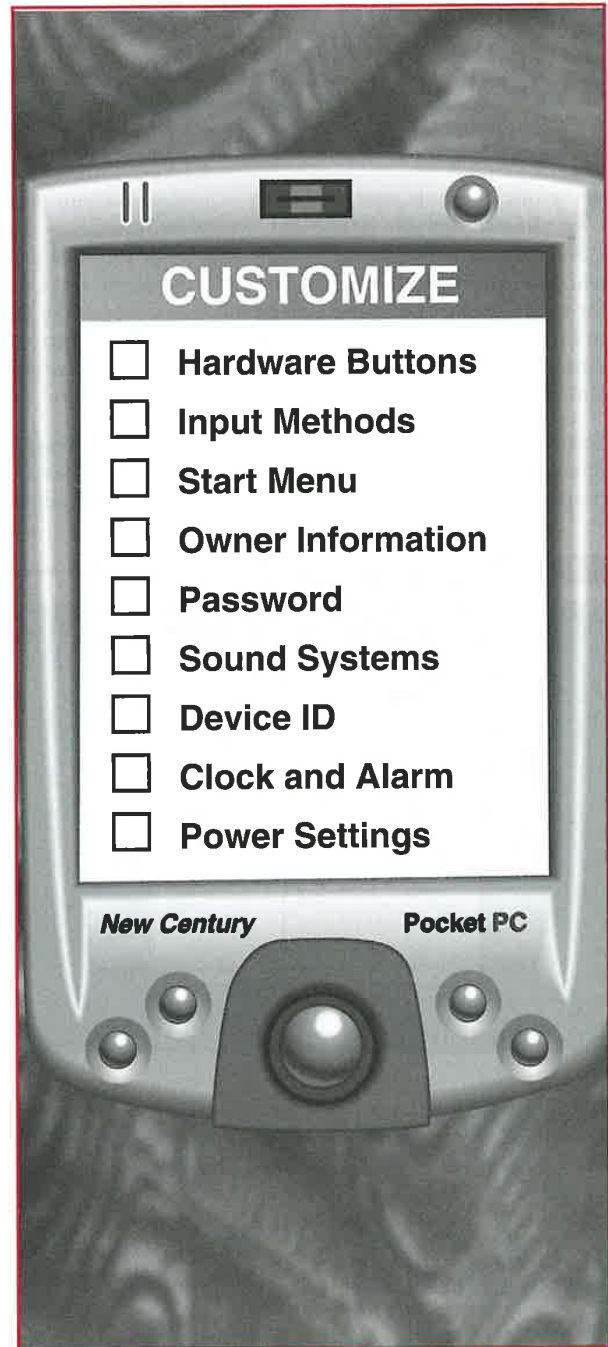 CUSTOMIZE
Hardware Buttons
Input Methods
Start Menu
Owner Information
Password
Sound Systems
Device ID
Clock and Alarm
Power Settings
New Century Pocket PC